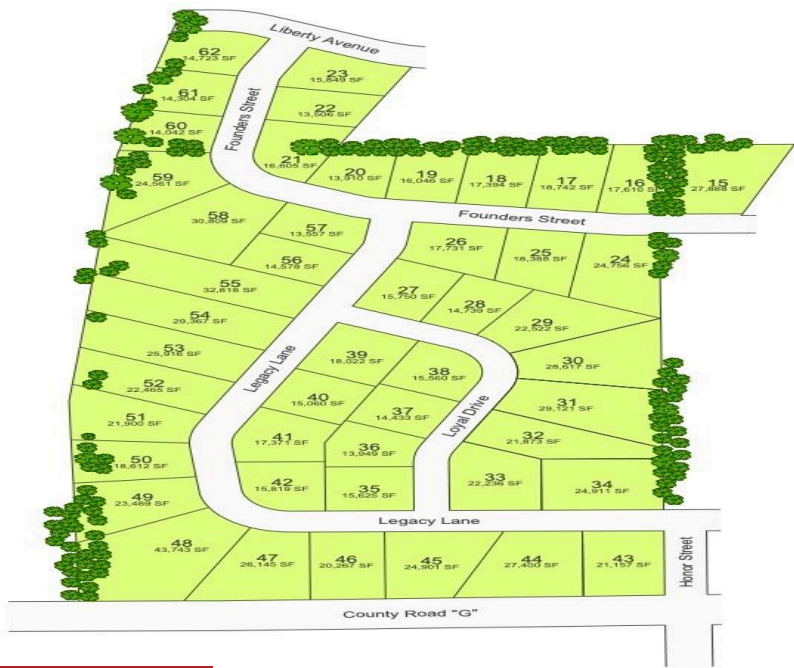 Liberty Avenue
62
14,723 SF
23
15,849 SF
61
14,304 SF
22
13,506 SF
Founders Street
60
14,042 SF
21
16,605 SF
20
13,910 SF
19
16,046 SF
18
17,394 SF
17
18,742 SF
16
17,610 SF
15
27,888 SF
59
24,561 SF
58
30,809 SF
57
13,557 SF
Founders Street
56
14,578 SF
26
17,731 SF
25
18,388 SF
24
24,756 SF
55
32,818 SF
27
15,750 SF
28
14,739 SF
54
29,367 SF
29
22,522 SF
53
25,916 SF
39
18,022 SF
38
15,560 SF
30
28,617 SF
Legacy Lane
52
22,465 SF
40
15,060 SF
37
14,433 SF
Loyal Drive
31
29,121 SF
51
21,900 SF
41
17,371 SF
36
13,949 SF
32
21,873 SF
50
18,612 SF
42
15,819 SF
35
15,625 SF
33
22,236 SF
34
24,911 SF
49
23,469 SF
Legacy Lane
48
43,743 SF
47
26,145 SF
46
20,267 SF
45
24,901 SF
44
27,400 SF
43
21,157 SF
Honor Street
County Road "G"